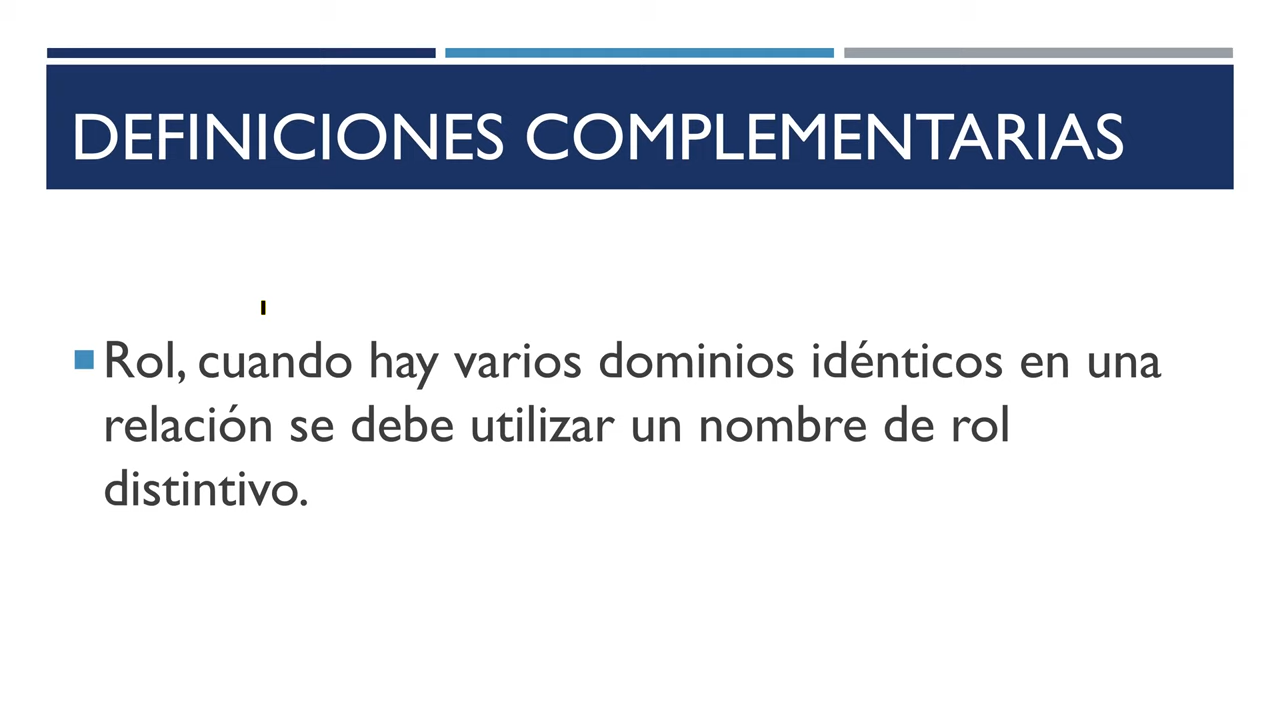 DEFINICIONES COMPLEMENTARIAS
Rol, cuando hay varios dominios idénticos en una
relación se debe utilizar un nombre de rol
distintivo.